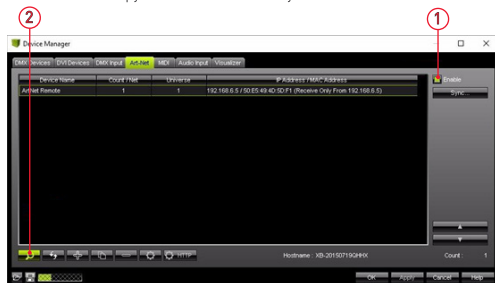 ② ①
Device Manager
DMX Devices DVI Devices DMX Input Art-Net MIDI Audio Input Visualizer
Device Name Count / Net Universe IP Address / MAC Address
ArtNet Remote 1 1 192.168.6.5 / 50:E5:49:4D:5D:F1 (Receive Only From 192.168.6.5)
Enable
Sync...
HTTP
Hostname : XB-20150719GHHX
Count : 1
OK Apply Cancel Help